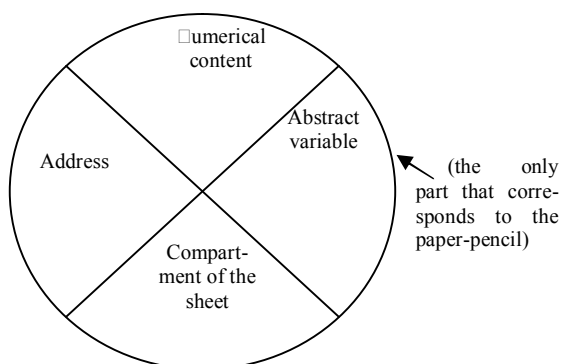 □umerical
content
Abstract
variable
Address
(the only
part that corre-
sponds to the
paper-pencil)
Compart-
ment of the
sheet